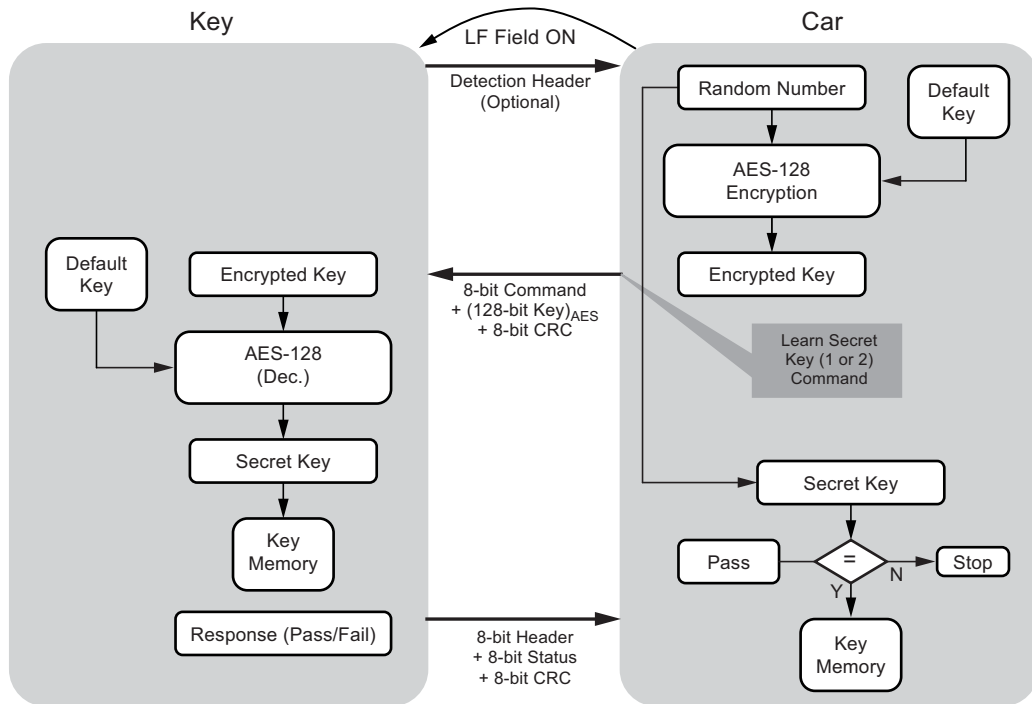 Key
Car
LF Field ON
Detection Header
(Optional)
Random Number
Default
Key
AES-128
Encryption
Encrypted Key
Default
Key
Encrypted Key
8-bit Command
+ (128-bit Key)AES
+ 8-bit CRC
Learn Secret
Key (1 or 2)
Command
AES-128
(Dec.)
Secret Key
Key
Memory
Secret Key
Pass
=
N
Stop
Y
Key
Memory
Response (Pass/Fail)
8-bit Header
+ 8-bit Status
+ 8-bit CRC